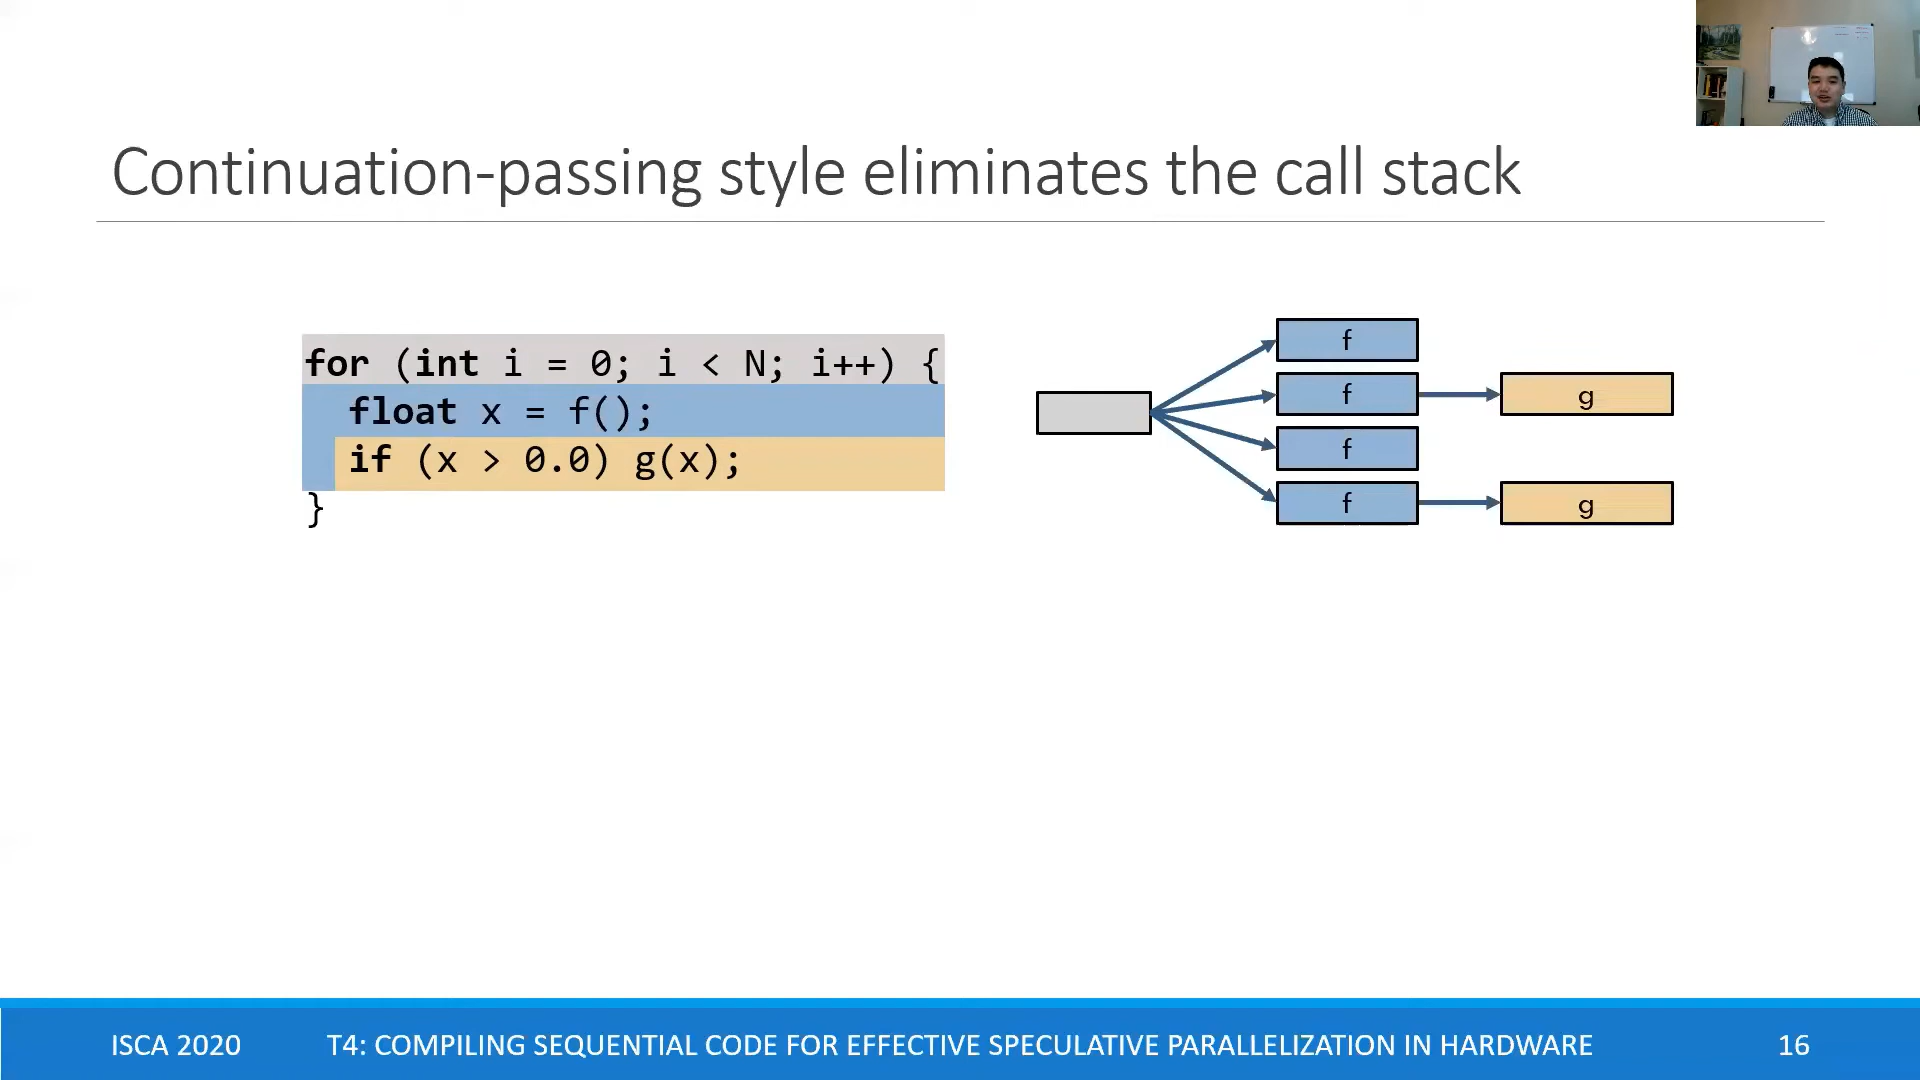 Continuation-passing style eliminates the call stack
for (int i = 0; i < N; i++) {
float x = f();
if (x > 0.0) g(x);
}
f
f
g
f
f
g
ISCA 2020
T4: COMPILING SEQUENTIAL CODE FOR EFFECTIVE SPECULATIVE PARALLELIZATION IN HARDWARE
16